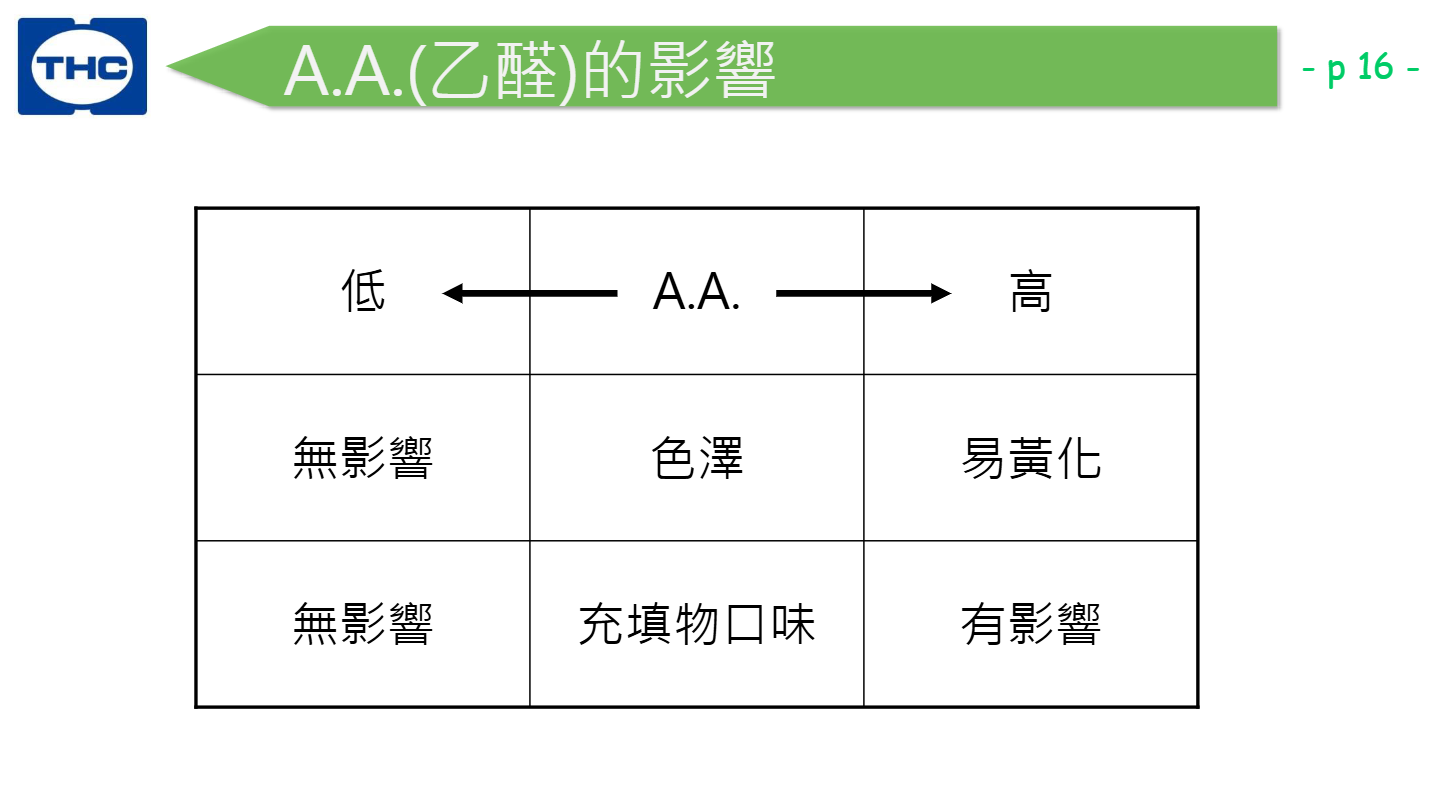 THC
A.A.(乙醛)的影響
- p 16 -
低 A.A. 高
無影響 色澤 易黃化
無影響 充填物口味 有影響